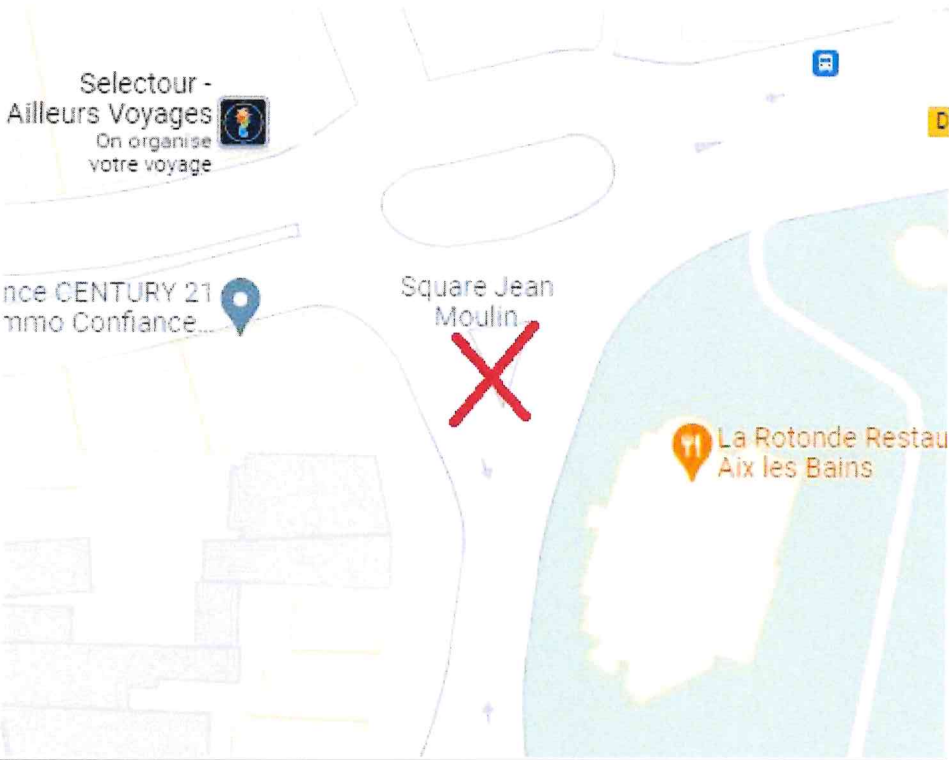 Selectour -
Ailleurs Voyages
On organise
votre voyage
D
nce CENTURY 21
mmo Confiance...
Square Jean
Moulin
La Rotonde Restau
Aix les Bains